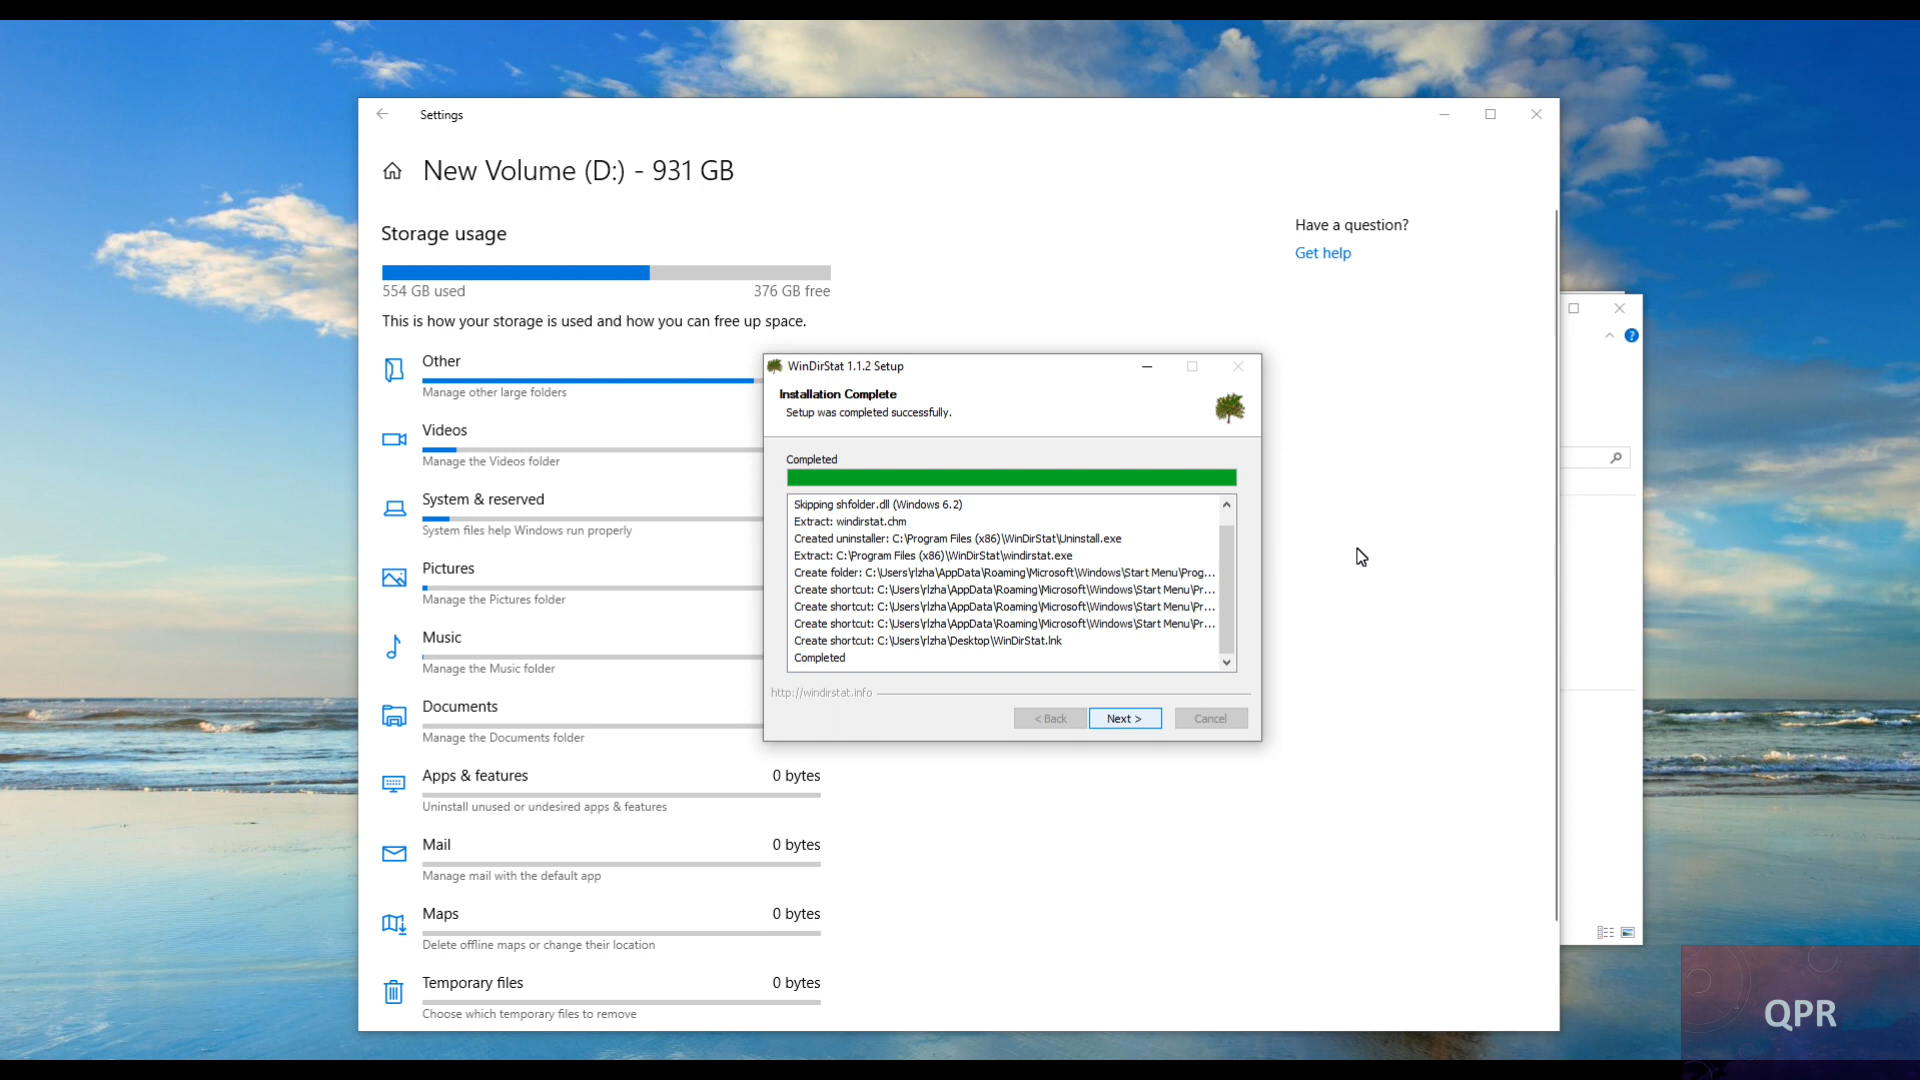 Settings
New Volume (D:) - 931 GB
Storage usage
554 GB used
376 GB free
This is how your storage is used and how you can free up space.
Other
Manage other large folders
Videos
Manage the Videos folder
System & reserved
System files help Windows run properly
Pictures
Manage the Pictures folder
Music
Manage the Music folder
Documents
Manage the Documents folder
Apps & features
0 bytes
Uninstall unused or undesired apps & features
Mail
0 bytes
Manage mail with the default app
Maps
0 bytes
Delete offline maps or change their location
Temporary files
0 bytes
Choose which temporary files to remove
Have a question?
Get help
WinDirStat 1.1.2 Setup
Installation Complete
Setup was completed successfully.
Completed
Skipping shfolder.dll (Windows 6.2)
Extract: windirstat.chm
Created uninstaller: C:\Program Files (x86)\WinDirStat\Uninstall.exe
Extract: C:\Program Files (x86)\WinDirStat\windirstat.exe
Create folder: C:\Users\rlzha\AppData\Roaming\Microsoft\Windows\Start Menu\Prog...
Create shortcut: C:\Users\rlzha\AppData\Roaming\Microsoft\Windows\Start Menu\Pr...
Create shortcut: C:\Users\rlzha\AppData\Roaming\Microsoft\Windows\Start Menu\Pr...
Create shortcut: C:\Users\rlzha\AppData\Roaming\Microsoft\Windows\Start Menu\Pr...
Create shortcut: C:\Users\rlzha\Desktop\WinDirStat.lnk
Completed
http://windirstat.info
< Back
Next >
Cancel
?
QPR